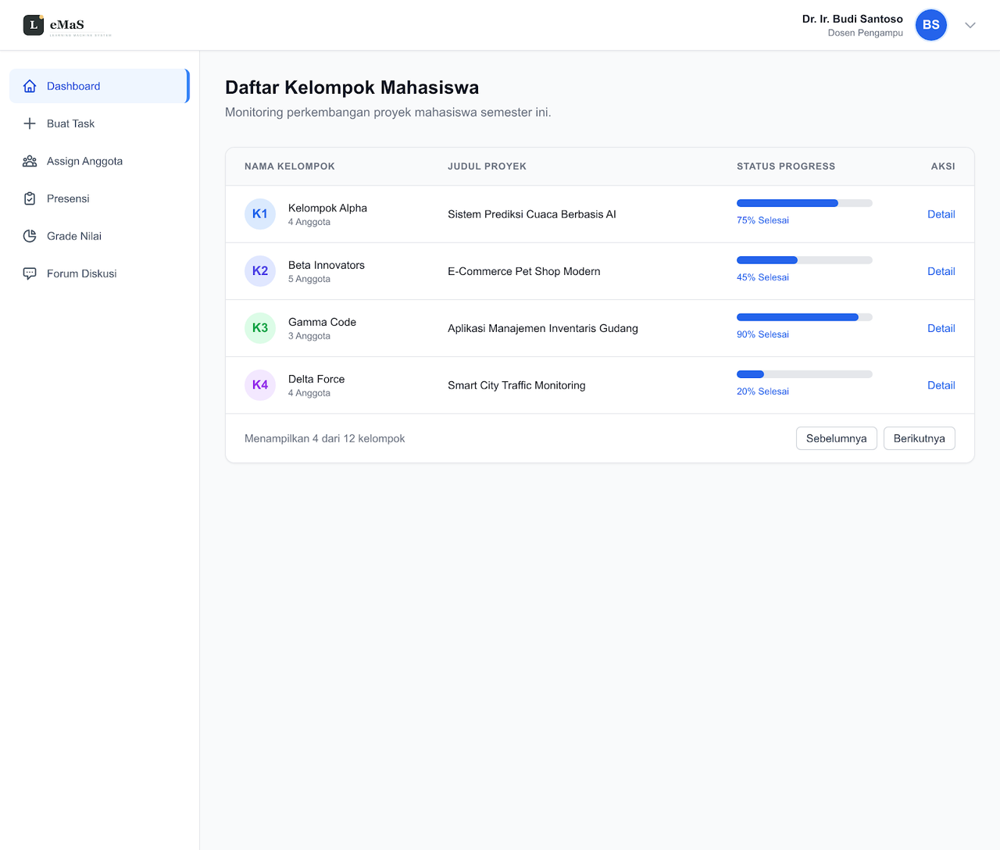 L eMaS
LEARNING MACHINE SYSTEM
Dr. Ir. Budi Santoso
Dosen Pengampu
BS
Dashboard
Buat Task
Assign Anggota
Presensi
Grade Nilai
Forum Diskusi
Daftar Kelompok Mahasiswa
Monitoring perkembangan proyek mahasiswa semester ini.
NAMA KELOMPOK JUDUL PROYEK STATUS PROGRESS AKSI
K1 Kelompok Alpha
4 Anggota
Sistem Prediksi Cuaca Berbasis AI
75% Selesai
Detail
K2 Beta Innovators
5 Anggota
E-Commerce Pet Shop Modern
45% Selesai
Detail
K3 Gamma Code
3 Anggota
Aplikasi Manajemen Inventaris Gudang
90% Selesai
Detail
K4 Delta Force
4 Anggota
Smart City Traffic Monitoring
20% Selesai
Detail
Menampilkan 4 dari 12 kelompok
Sebelumnya Berikutnya